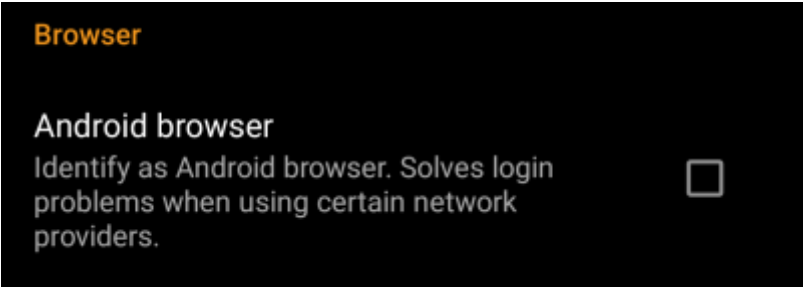 Browser
Android browser
Identify as Android browser. Solves login
problems when using certain network
providers.